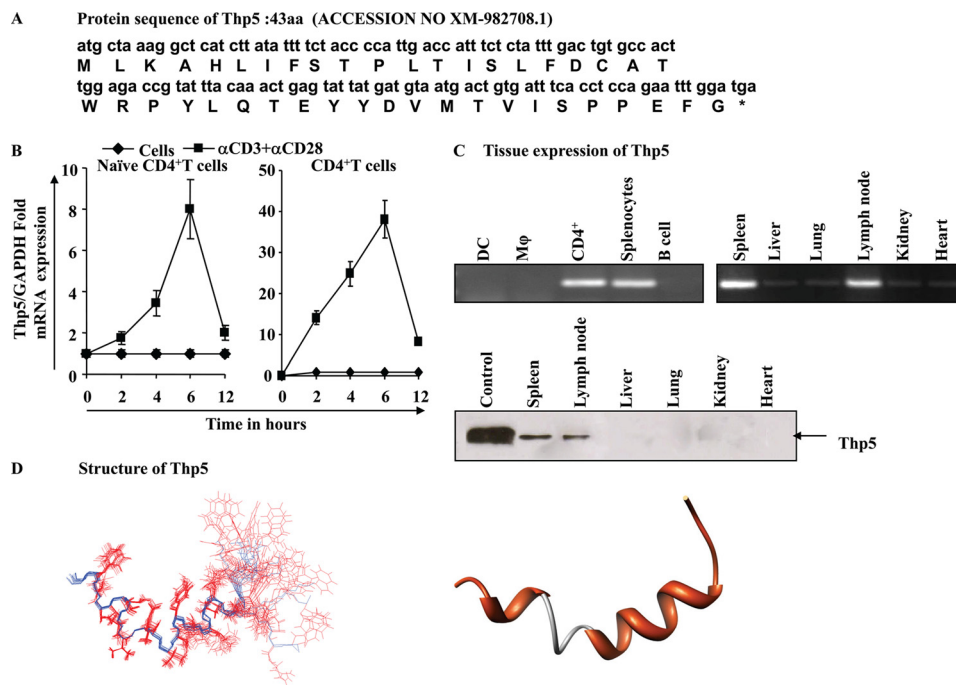 A Protein sequence of Thp5 :43aa (ACCESSION NO XM-982708.1)
atg cta aag gct cat ctt ata ttt tct acc cca ttg acc att tct cta ttt gac tgt gcc act
M L K A H L I F S T P L T I S L F D C A T
tgg aga ccg tat tta caa act gag tat tat gat gta atg act gtg att tca cct cca gaa ttt gga tga
W R P Y L Q T E Y Y D V M T V I S P P E F G *
B Cells αCD3+αCD28
Naïve CD4+T cells CD4+T cells
Thp5/GAPDH Fold
mRNA expression
10
8
6
4
2
0
0 2 4 6 12
50
40
30
20
10
0
0 2 4 6 12
Time in hours
C Tissue expression of Thp5
DC Mφ CD4+ Splenocytes B cell
Spleen Liver Lung Lymph node Kidney Heart
Control Spleen Lymph node Liver Lung Kidney Heart
Thp5
D Structure of Thp5